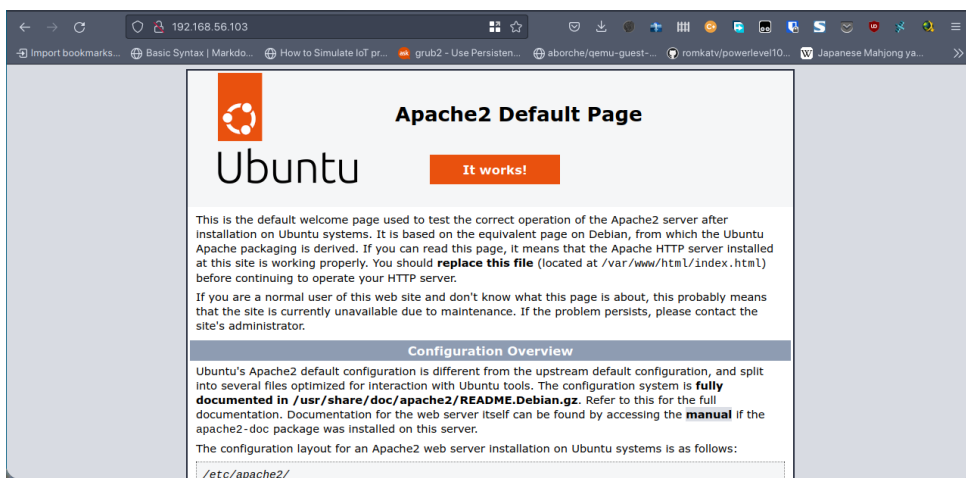 192.168.56.103
Import bookmarks... Basic Syntax | Markdo... How to Simulate IoT pr... grub2 - Use Persisten... aborche/qemu-guest-... romkatv/powerlevel10... Japanese Mahjong ya...
Apache2 Default Page
Ubuntu
It works!
This is the default welcome page used to test the correct operation of the Apache2 server after
installation on Ubuntu systems. It is based on the equivalent page on Debian, from which the Ubuntu
Apache packaging is derived. If you can read this page, it means that the Apache HTTP server installed
at this site is working properly. You should replace this file (located at /var/www/html/index.html)
before continuing to operate your HTTP server.
If you are a normal user of this web site and don't know what this page is about, this probably means
that the site is currently unavailable due to maintenance. If the problem persists, please contact the
site's administrator.
Configuration Overview
Ubuntu's Apache2 default configuration is different from the upstream default configuration, and split
into several files optimized for interaction with Ubuntu tools. The configuration system is fully
documented in /usr/share/doc/apache2/README.Debian.gz. Refer to this for the full
documentation. Documentation for the web server itself can be found by accessing the manual if the
apache2-doc package was installed on this server.
The configuration layout for an Apache2 web server installation on Ubuntu systems is as follows:
/etc/apache2/